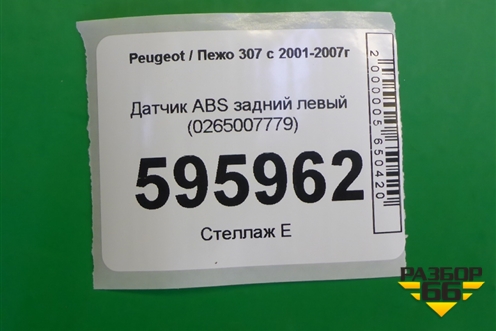 Peugeot / Пежо 307 с 2001-2007г
Датчик ABS задний левый
(0265007779)
595962
Стеллаж Е
2000005650420
РАЗБОР
66